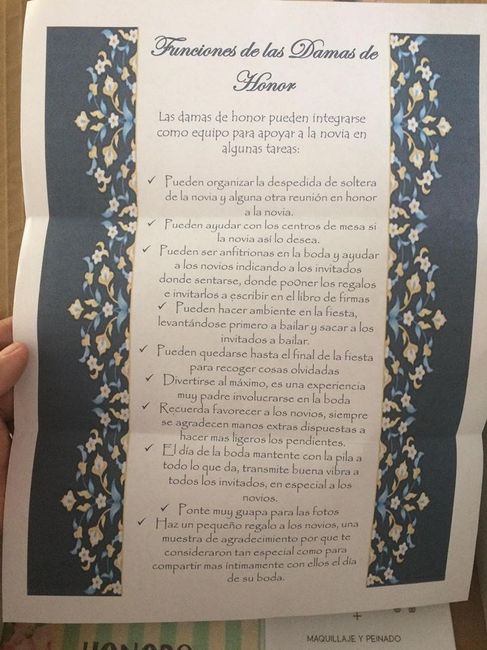 Funciones de las Damas de
Honor
Las damas de honor pueden integrarse
como equipo para apoyar a la novia en
algunas tareas:
✓ Pueden organizar la despedida de soltera
de la novia y alguna otra reunión en honor
a la novia.
✓ Pueden ayudar con los centros de mesa si
la novia así lo desea.
✓ Pueden ser anfitrionas en la boda y ayudar
a los novios indicando a los invitados
donde sentarse, donde po0ner los regalos
e invitarlos a escribir en el libro de firmas
✓ Pueden hacer ambiente en la fiesta,
levantándose primero a bailar y sacar a los
invitados a bailar.
✓ Pueden quedarse hasta el final de la fiesta
para recoger cosas olvidadas
✓ Divertirse al máximo, es una experiencia
muy padre involucrarse en la boda
✓ Recuerda favorecer a los novios, siempre
se agradecen manos extras dispuestas a
hacer mas ligeros los pendientes.
✓ El día de la boda mantente con la pila a
todo lo que da, transmite buena vibra a
todos los invitados, en especial a los
novios.
✓ Ponte muy guapa para las fotos
✓ Haz un pequeño regalo a los novios, una
muestra de agradecimiento por que te
consideraron tan especial como para
compartir mas íntimamente con ellos el día
de su boda.
MAQUILLAJE Y PEINADO